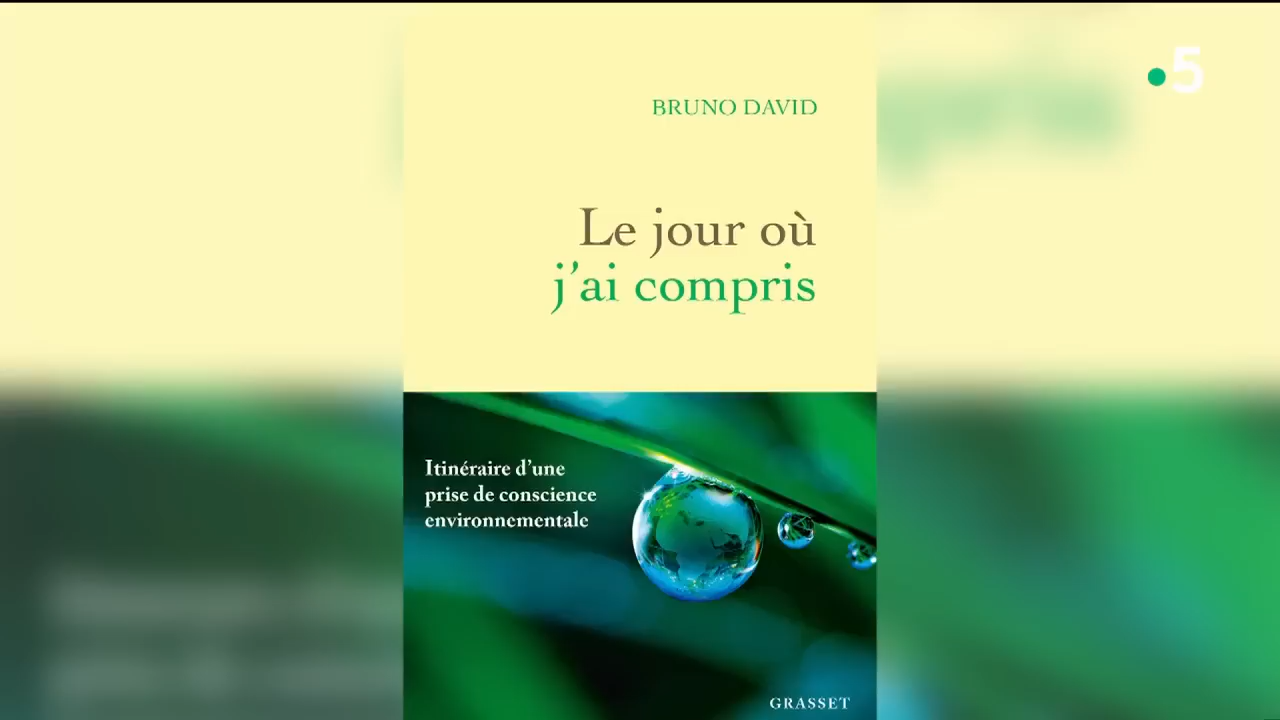 5
BRUNO DAVID
Le jour où
j'ai compris
Itinéraire d'une
prise de conscience
environnementale
GRASSET